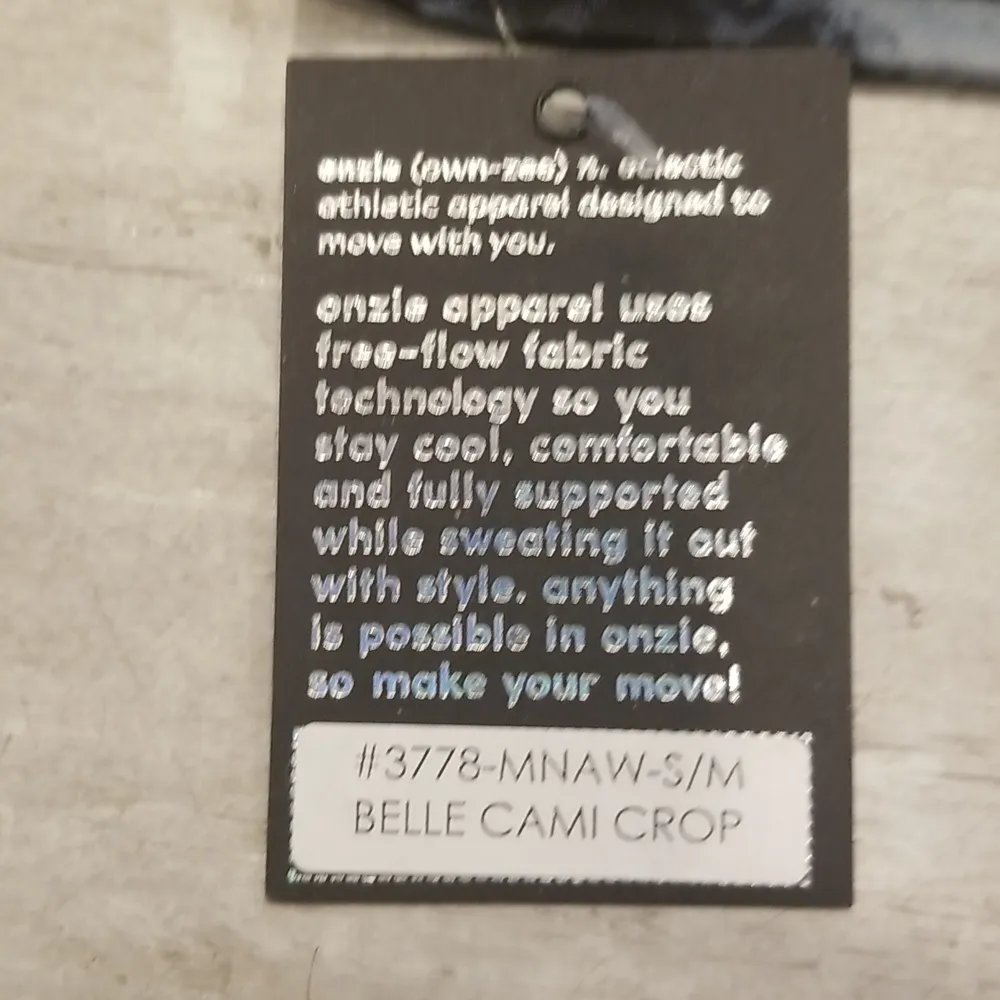 onzie (own-zee) n. eclectic
athletic apparel designed to
move with you.
onzie apparel uses
free-flow fabric
technology so you
stay cool, comfortable
and fully supported
while sweating it out
with style. anything
is possible in onzie,
so make your move!
#3778-MNAW-S/M
BELLE CAMI CROP